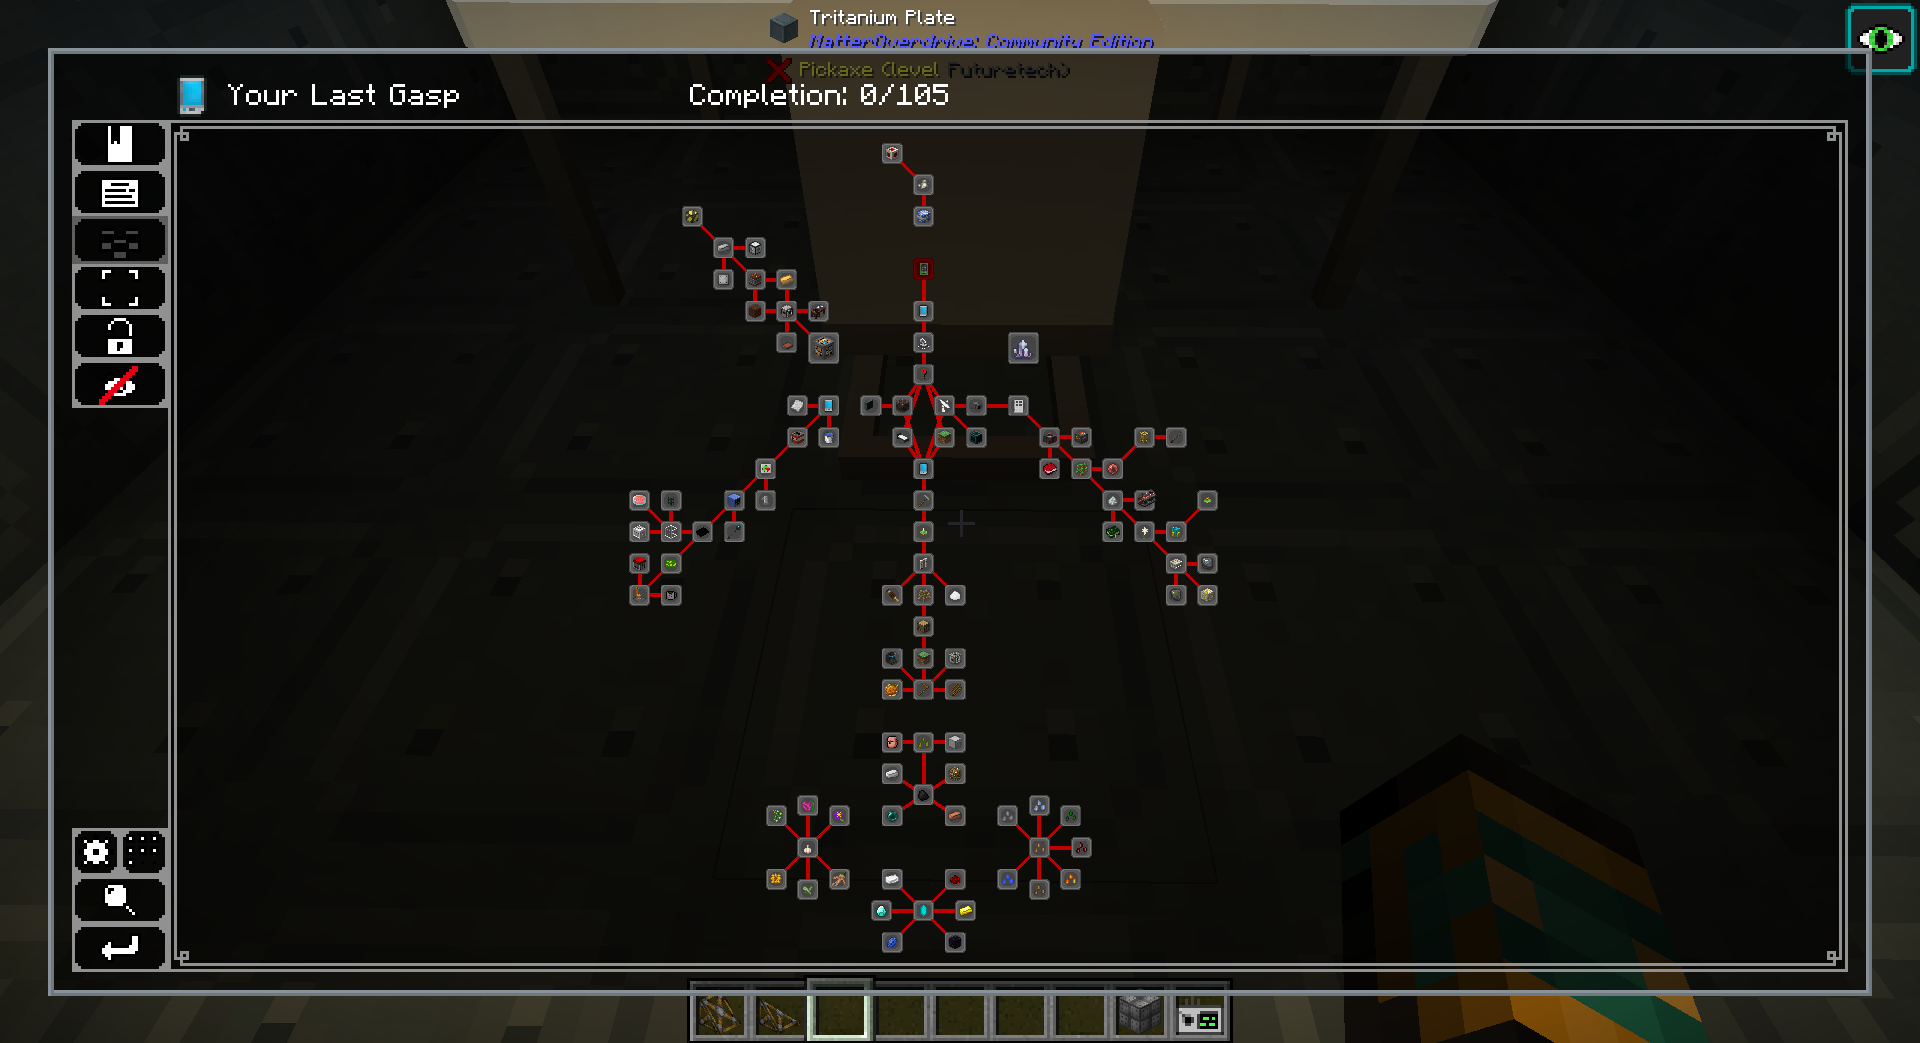 Tritanium Plate
MatterOverdrive: Community Edition
Pickaxe (level Futuretech)
Your Last Gasp
Completion: 0/105